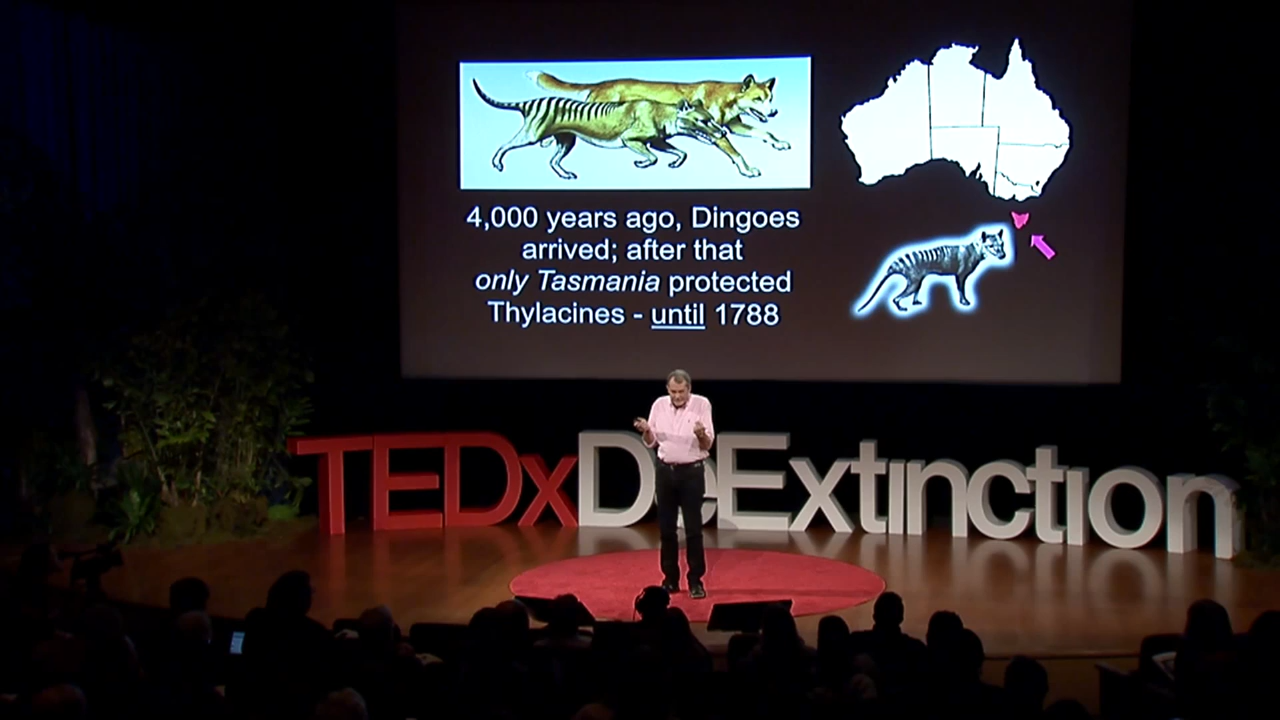 4,000 years ago, Dingoes
arrived; after that
only Tasmania protected
Thylacines - until 1788
TEDxDeExtinction